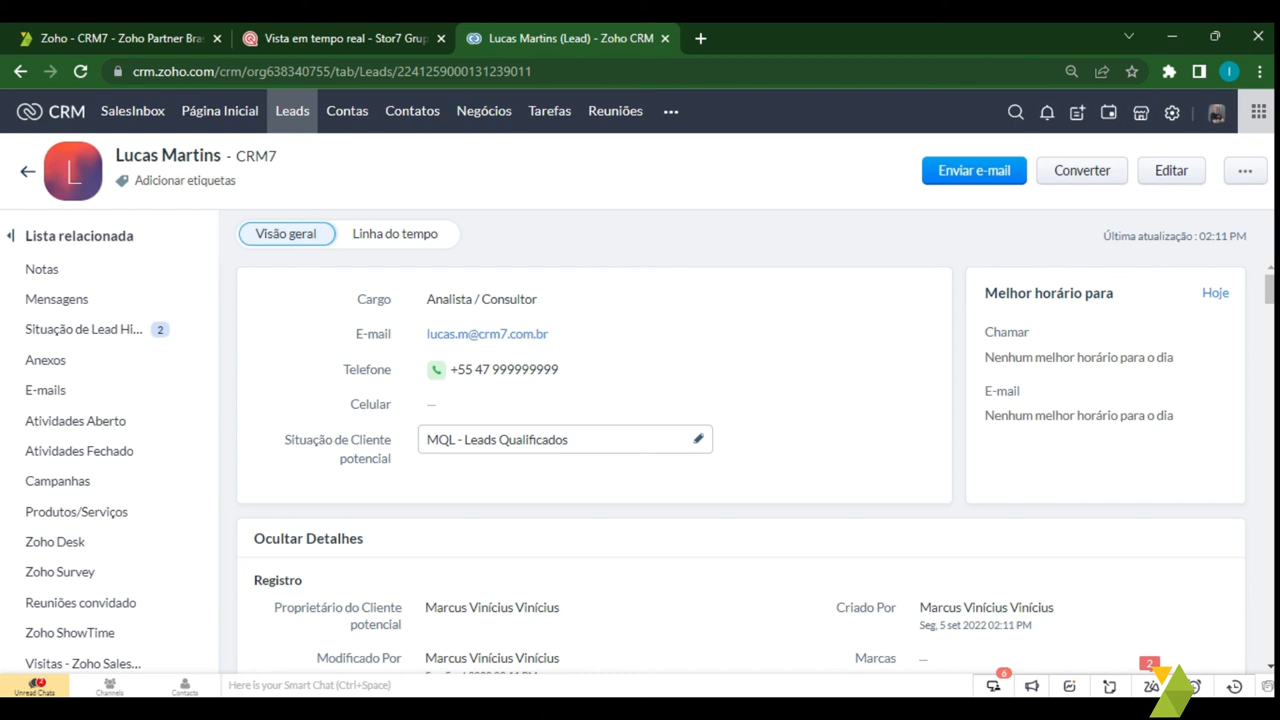 Zoho - CRM7 - Zoho Partner Bra
Vista em tempo real - Stor7 Grup
Lucas Martins (Lead) - Zoho CRM
crm.zoho.com/crm/org638340755/tab/Leads/2241259000131239011
I
CRM
SalesInbox
Página Inicial
Leads
Contas
Contatos
Negócios
Tarefas
Reuniões
L
Lucas Martins - CRM7
Adicionar etiquetas
Enviar e-mail
Converter
Editar
Lista relacionada
Notas
Mensagens
Situação de Lead Hi... 2
Anexos
E-mails
Atividades Aberto
Atividades Fechado
Campanhas
Produtos/Serviços
Zoho Desk
Zoho Survey
Reuniões convidado
Zoho ShowTime
Visitas - Zoho Sales...
Visão geral
Linha do tempo
Última atualização : 02:11 PM
Cargo Analista / Consultor
E-mail lucas.m@crm7.com.br
Telefone +55 47 999999999
Celular —
Situação de Cliente MQL - Leads Qualificados
potencial
Melhor horário para Hoje
Chamar
Nenhum melhor horário para o dia
E-mail
Nenhum melhor horário para o dia
Ocultar Detalhes
Registro
Proprietário do Cliente Marcus Vinícius Vinícius
potencial
Criado Por Marcus Vinícius Vinícius
Seg, 5 set 2022 02:11 PM
Modificado Por Marcus Vinícius Vinícius
Marcas —
Unread Chats
Channels
Contacts
Here is your Smart Chat (Ctrl+Space)
6
2